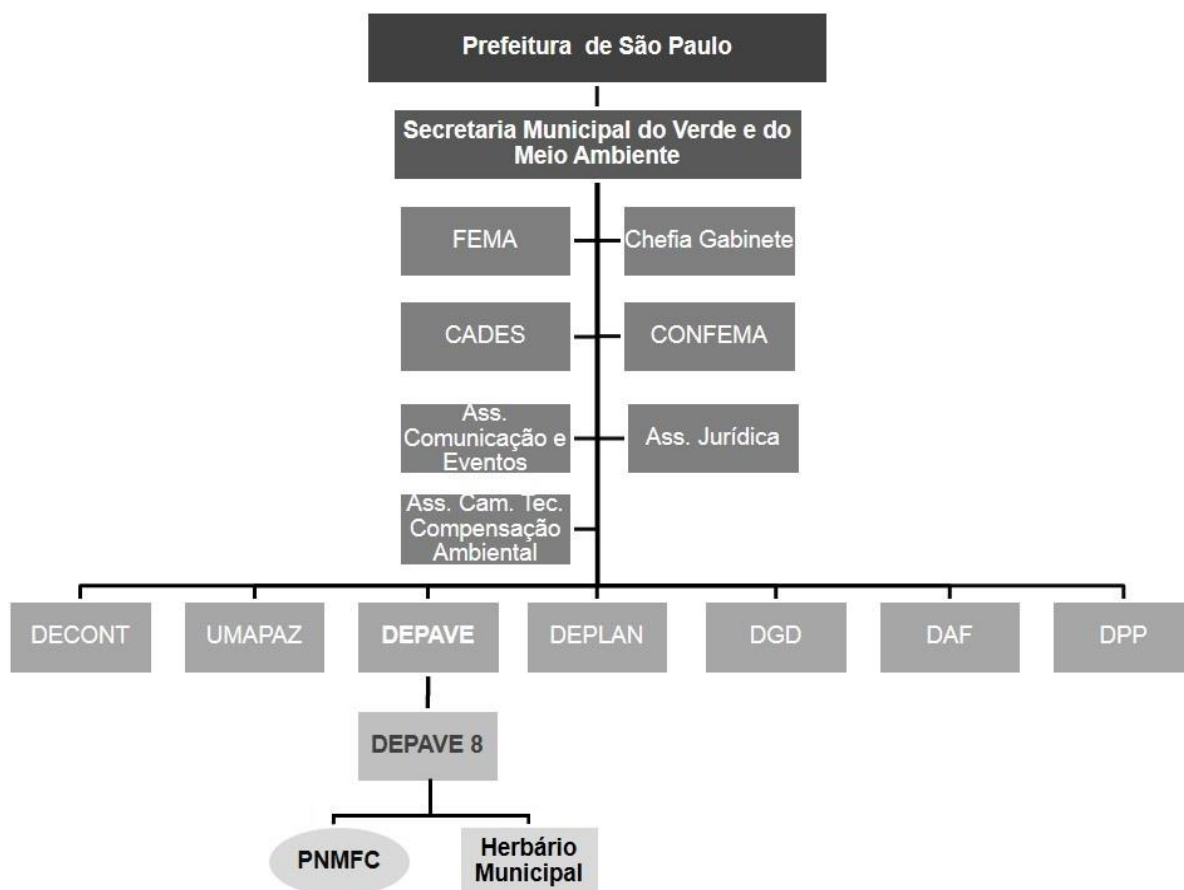 Prefeitura de São Paulo
Secretaria Municipal do Verde e do
Meio Ambiente
FEMA
Chefia Gabinete
CADES
CONFEMA
Ass.
Comunicação e
Eventos
Ass. Jurídica
Ass. Cam. Tec.
Compensação
Ambiental
DECONT
UMAPAZ
DEPAVE
DEPLAN
DGD
DAF
DPP
DEPAVE 8
PNMFC
Herbário
Municipal